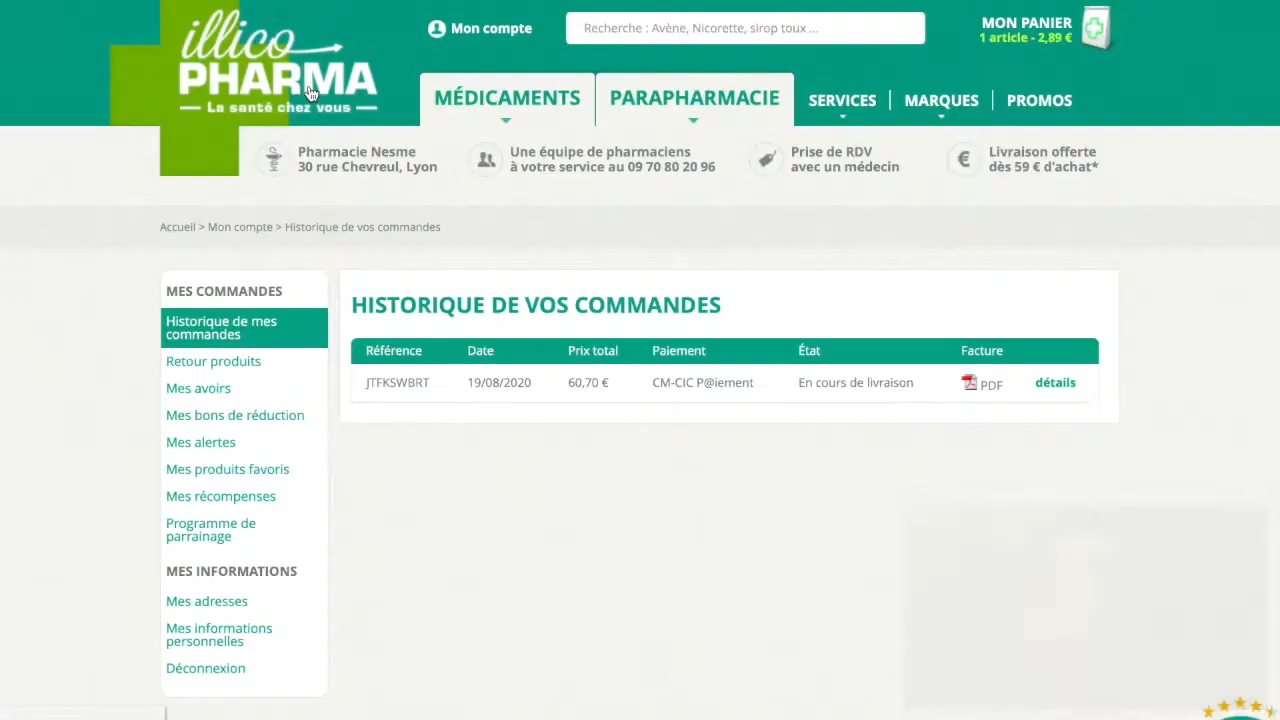 illico
PHARMA
La santé chez vous
Mon compte
Recherche : Avène, Nicorette, sirop toux ...
MON PANIER
1 article - 2,89 €
MÉDICAMENTS
PARAPHARMACIE
SERVICES
MARQUES
PROMOS
Pharmacie Nesme
30 rue Chevreul, Lyon
Une équipe de pharmaciens
à votre service au 09 70 80 20 96
Prise de RDV
avec un médecin
€
Livraison offerte
dès 59 € d'achat*
Accueil > Mon compte > Historique de vos commandes
MES COMMANDES
Historique de mes
commandes
Retour produits
Mes avoirs
Mes bons de réduction
Mes alertes
Mes produits favoris
Mes récompenses
Programme de
parrainage
MES INFORMATIONS
Mes adresses
Mes informations
personnelles
Déconnexion
HISTORIQUE DE VOS COMMANDES
Référence Date Prix total Paiement État Facture
JTFKSWBRT 19/08/2020 60,70 € CM-CIC P@iement En cours de livraison PDF détails